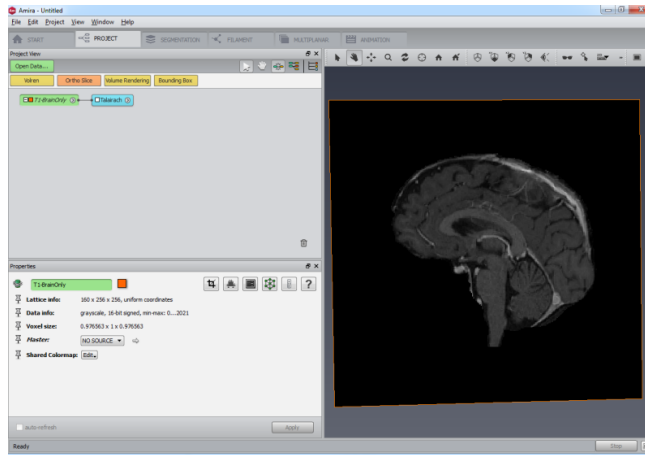 Amira - Untitled
File Edit Project View Window Help
START PROJECT SEGMENTATION FILAMENT MULTIPLANAR ANIMATION
Project View
Open Data...
Volren Ortho Slice Volume Rendering Bounding Box
T1-BrainOnly Talairach
Properties
T1-BrainOnly ?
Lattice info: 160 x 256 x 256, uniform coordinates
Data info: grayscale, 16-bit signed, min-max: 0...2021
Voxel size: 0.976563 x 1 x 0.976563
Master: NO SOURCE
Shared Colormap: Edit
auto-refresh Apply
Ready Stop